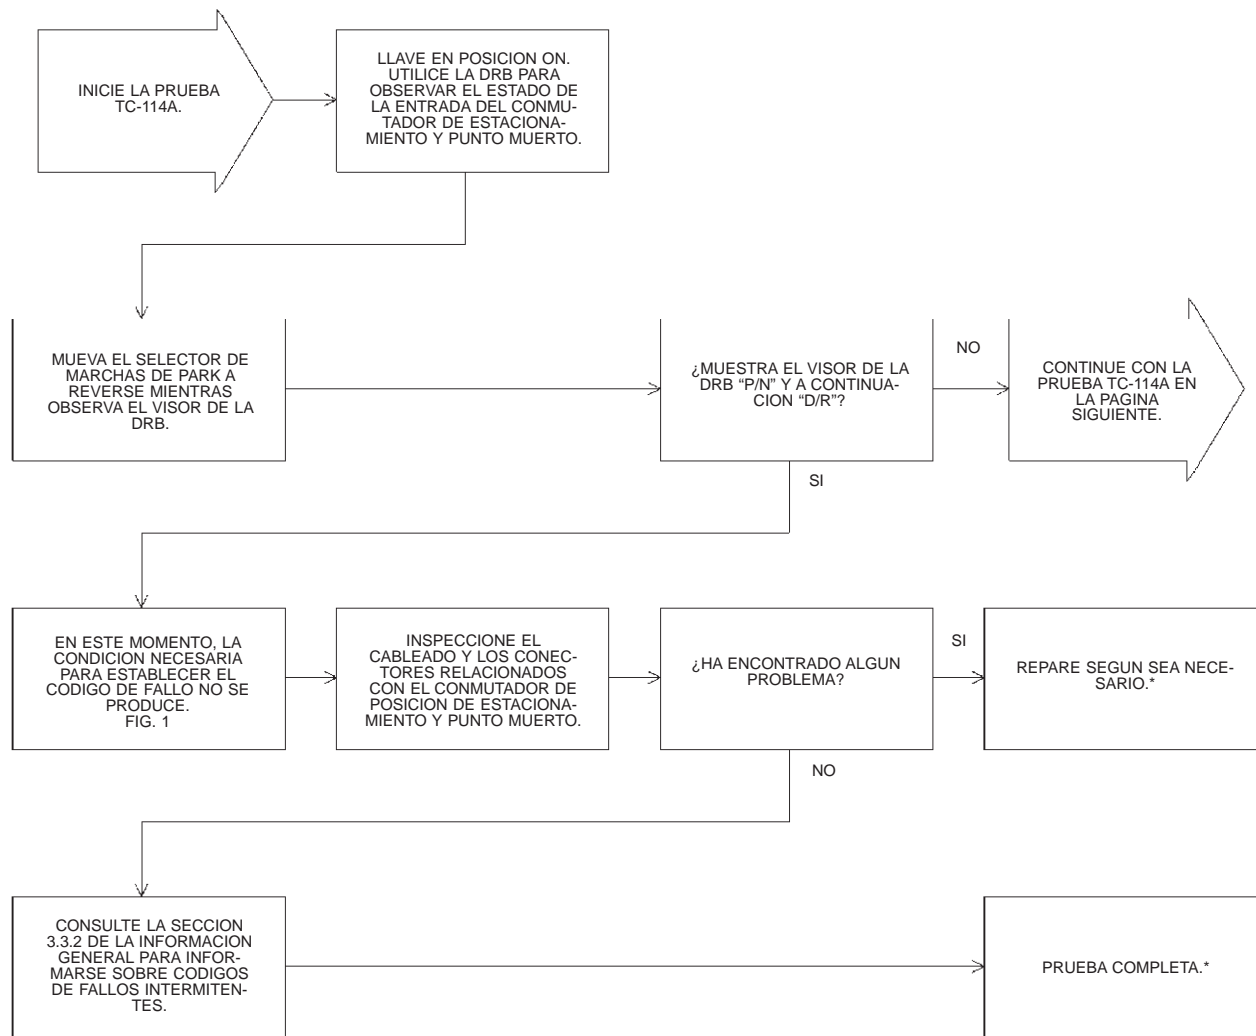 INICIE LA PRUEBA
TC-114A.
LLAVE EN POSICION ON.
UTILICE LA DRB PARA
OBSERVAR EL ESTADO DE
LA ENTRADA DEL CONMU-
TADOR DE ESTACIONA-
MIENTO Y PUNTO MUERTO.
MUEVA EL SELECTOR DE
MARCHAS DE PARK A
REVERSE MIENTRAS
OBSERVA EL VISOR DE LA
DRB.
¿MUESTRA EL VISOR DE LA
DRB “P/N” Y A CONTINUA-
CION “D/R”?
NO
CONTINUE CON LA
PRUEBA TC-114A EN
LA PAGINA
SIGUIENTE.
SI
EN ESTE MOMENTO, LA
CONDICION NECESARIA
PARA ESTABLECER EL
CODIGO DE FALLO NO SE
PRODUCE.
FIG. 1
INSPECCIONE EL
CABLEADO Y LOS CONEC-
TORES RELACIONADOS
CON EL CONMUTADOR DE
POSICION DE ESTACIONA-
MIENTO Y PUNTO MUERTO.
¿HA ENCONTRADO ALGUN
PROBLEMA?
SI
REPARE SEGUN SEA NECE-
SARIO.*
NO
CONSULTE LA SECCION
3.3.2 DE LA INFORMACION
GENERAL PARA INFOR-
MARSE SOBRE CODIGOS
DE FALLOS INTERMITEN-
TES.
PRUEBA COMPLETA.*